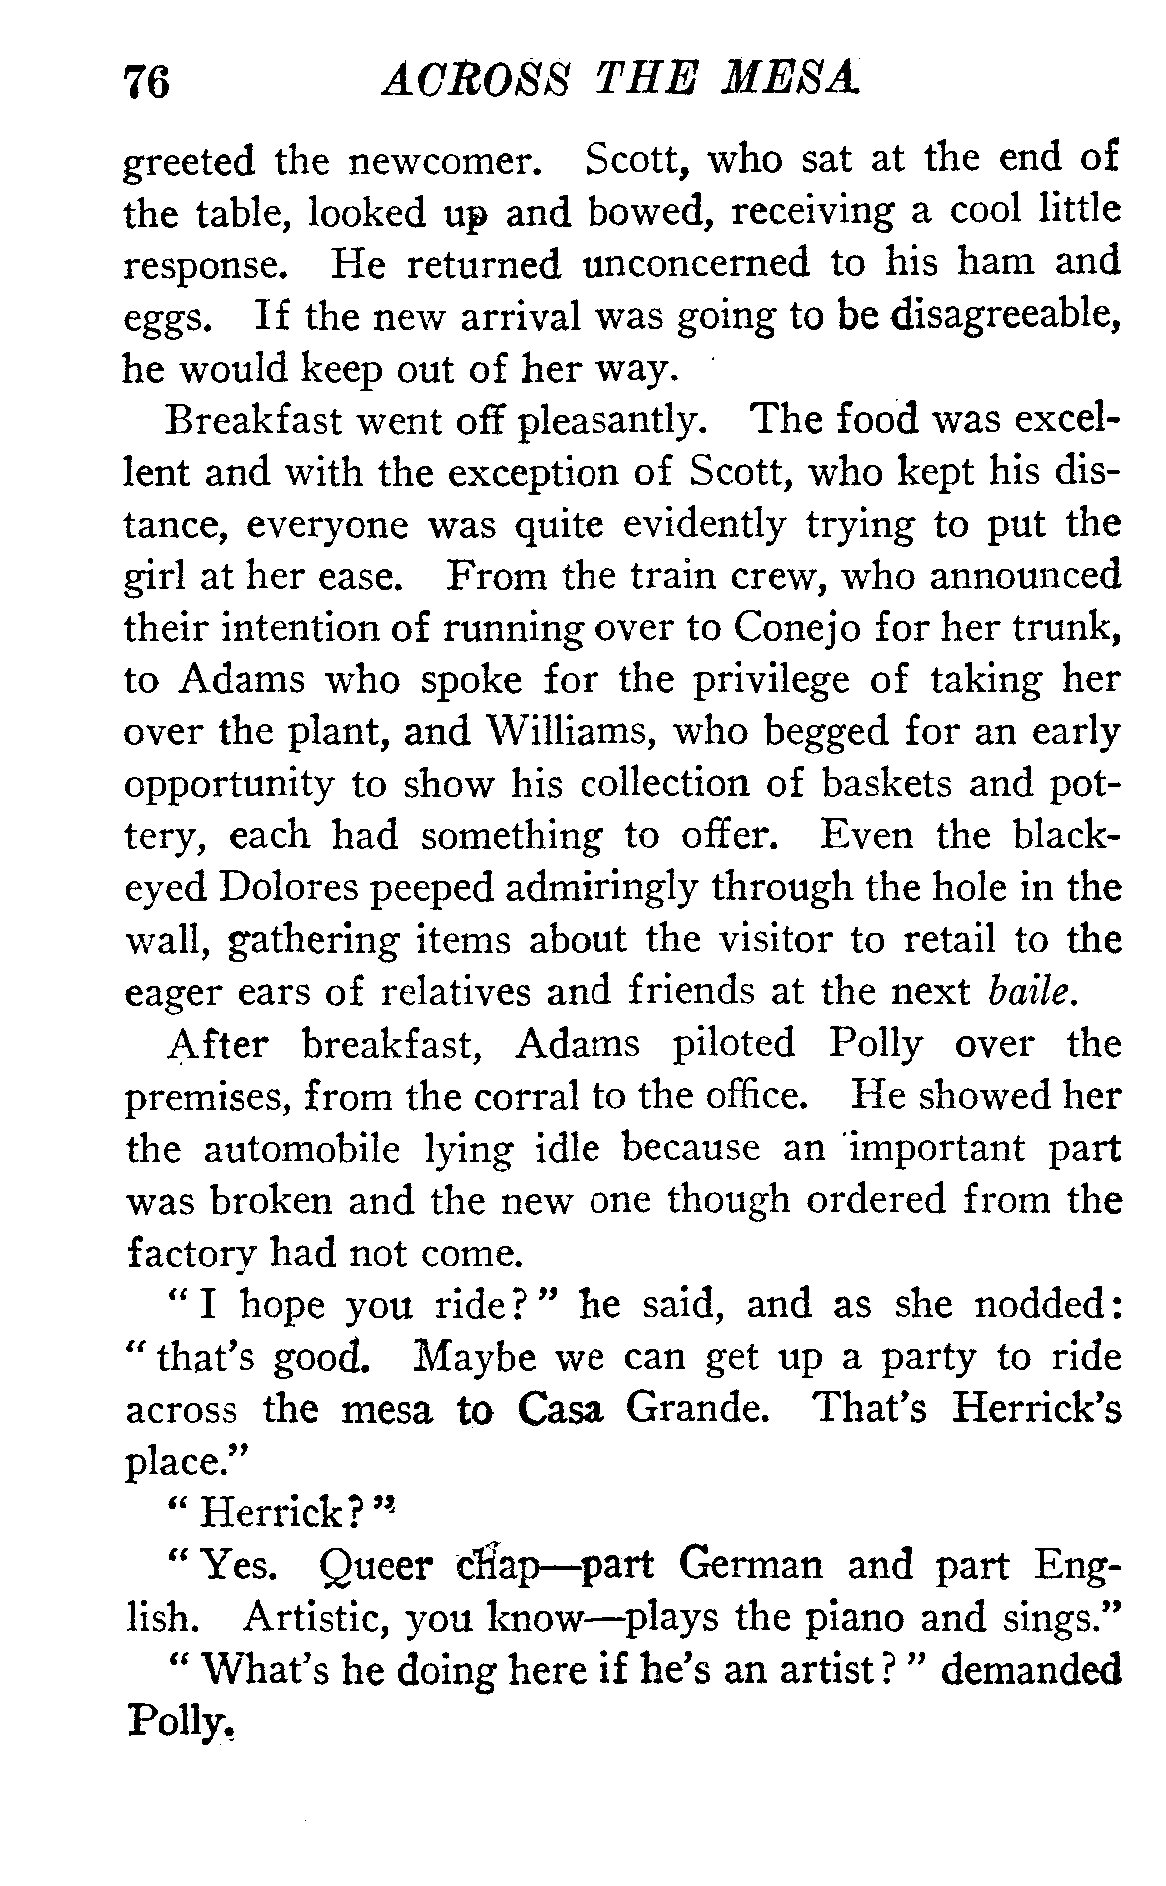 76 ACROSS THE MESA
greeted the newcomer. Scott, who sat at the end of
the table, looked up and bowed, receiving a cool little
response. He returned unconcerned to his ham and
eggs. If the new arrival was going to be disagreeable,
he would keep out of her way.
Breakfast went off pleasantly. The food was excel-
lent and with the exception of Scott, who kept his dis-
tance, everyone was quite evidently trying to put the
girl at her ease. From the train crew, who announced
their intention of running over to Conejo for her trunk,
to Adams who spoke for the privilege of taking her
over the plant, and Williams, who begged for an early
opportunity to show his collection of baskets and pot-
tery, each had something to offer. Even the black-
eyed Dolores peeped admiringly through the hole in the
wall, gathering items about the visitor to retail to the
eager ears of relatives and friends at the next baile.
After breakfast, Adams piloted Polly over the
premises, from the corral to the office. He showed her
the automobile lying idle because an important part
was broken and the new one though ordered from the
factory had not come.
“ I hope you ride? ” he said, and as she nodded:
“ that’s good. Maybe we can get up a party to ride
across the mesa to Casa Grande. That’s Herrick’s
place.”
“ Herrick? ”
“ Yes. Queer chap—part German and part Eng-
lish. Artistic, you know—plays the piano and sings.”
“ What’s he doing here if he’s an artist? ” demanded
Polly.